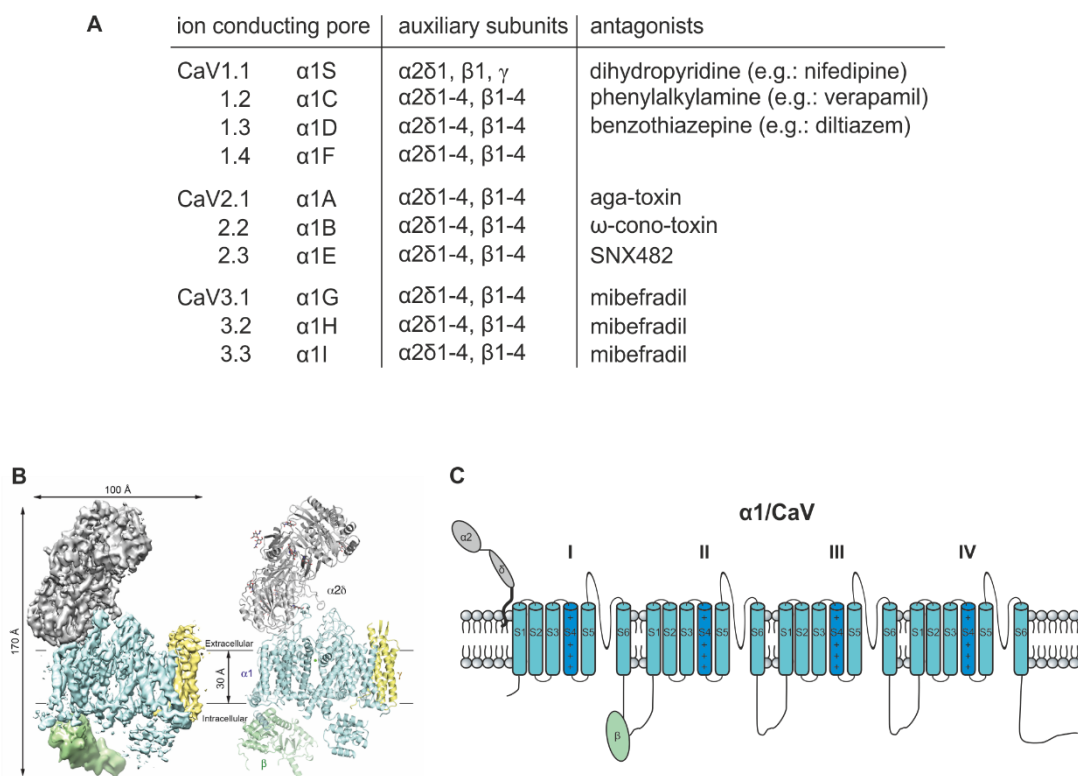 A
ion conducting pore auxiliary subunits antagonists
CaV1.1 α1S α2δ1, β1, γ dihydropyridine (e.g.: nifedipine)
1.2 α1C α2δ1-4, β1-4 phenylalkylamine (e.g.: verapamil)
1.3 α1D α2δ1-4, β1-4 benzothiazepine (e.g.: diltiazem)
1.4 α1F α2δ1-4, β1-4
CaV2.1 α1A α2δ1-4, β1-4 aga-toxin
2.2 α1B α2δ1-4, β1-4 ω-cono-toxin
2.3 α1E α2δ1-4, β1-4 SNX482
CaV3.1 α1G α2δ1-4, β1-4 mibefradil
3.2 α1H α2δ1-4, β1-4 mibefradil
3.3 α1I α2δ1-4, β1-4 mibefradil
B
100 Å
170 Å
α2δ
Extracellular
α1
30 Å
γ
Intracellular
β
C
α1/CaV
I II III IV
α2
δ
S1 S2 S3 S4 S5 S6 S1 S2 S3 S4 S5 S6 S1 S2 S3 S4 S5 S6 S1 S2 S3 S4 S5 S6
+ + + +
+ + + +
+ + + +
+ + + +
+ + + +
β